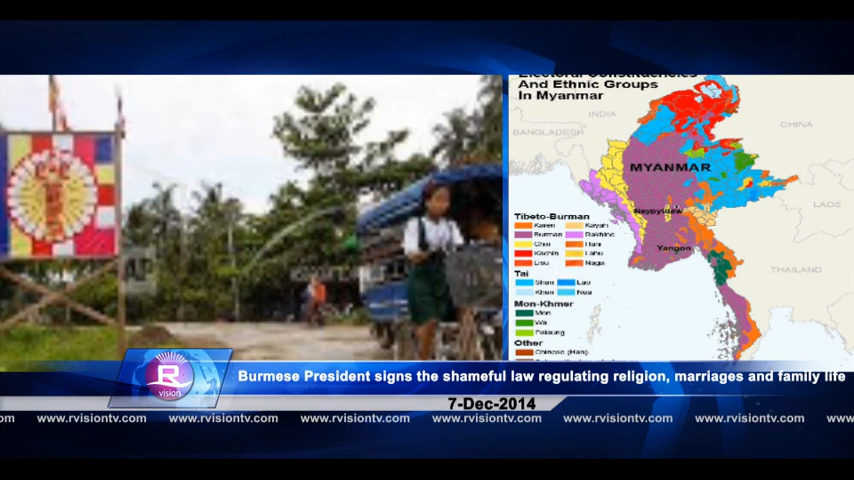 Electoral Constituencies
And Ethnic Groups
In Myanmar
INDIA
CHINA
BANGLADESH
MYANMAR
LAOS
Naypyidaw
Tibeto-Burman
Karen
Kayah
Burman
Rakhine
Yangon
Chin
Kachin
Lahu
Lisu
Naga
THAILAND
Tai
Shan
Lao
Khun
Mon-Khmer
Mon
Wa
Palaung
Other
Chinese (Han)
R
vision
Burmese President signs the shameful law regulating religion, marriages and family life
7-Dec-2014
om www.rvisiontv.com www.rvisiontv.com www.rvisiontv.com www.rvisiontv.com www.rvisiontv.com www.rvisiontv.com www